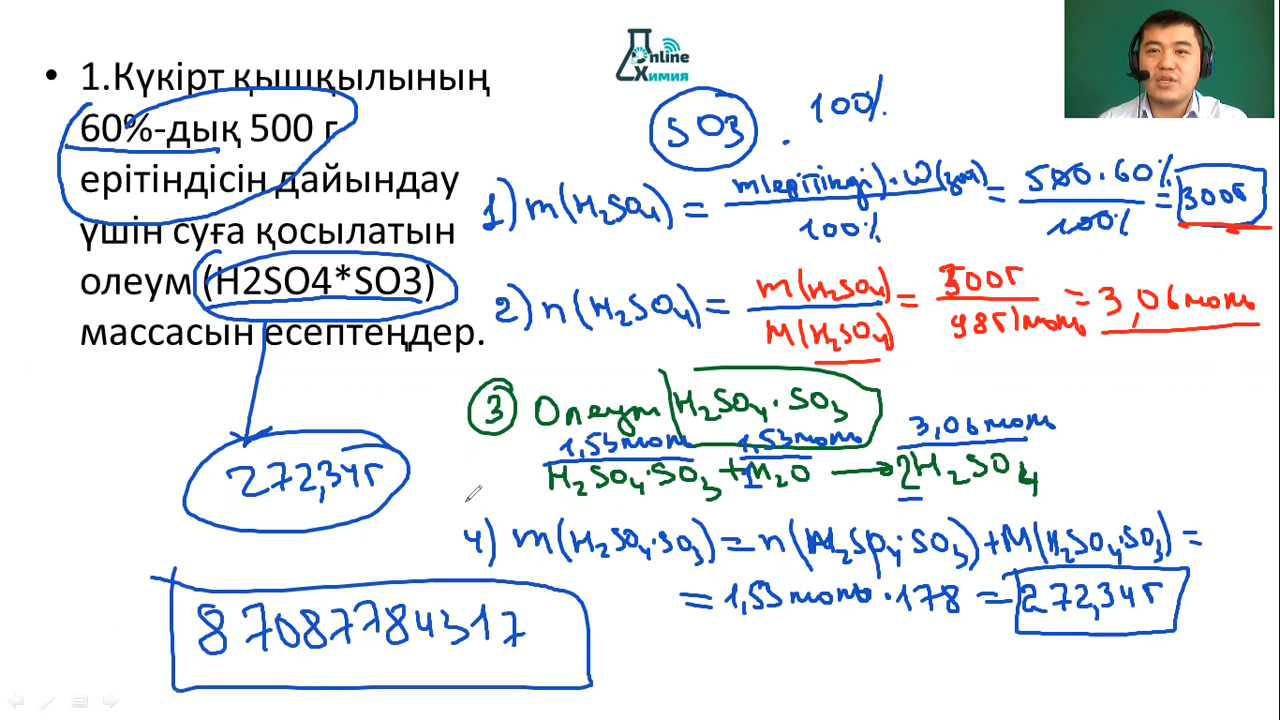 • 1.Күкірт қышқылының
60%-дық 500 г
ерітіндісін дайындау
үшін суға қосылатын
олеум (H2SO4*SO3)
массасын есептеңдер.
272,34г
87087784317
Online
Химия
SO3 . 100%
1) m(H2SO4) = m(ерітінді)·ω(%) / 100% = 500·60% / 100% = 300г
2) n(H2SO4) = m(H2SO4) / M(H2SO4) = 300г / 98г/моль = 3,06 моль
③ Олеум H2SO4·SO3
1,53моль 1,53моль 3,06моль
H2SO4·SO3 + H2O → 2H2SO4
1
4) m(H2SO4·SO3) = n(H2SO4·SO3) + M(H2SO4·SO3) =
= 1,53моль·178 = 272,34г